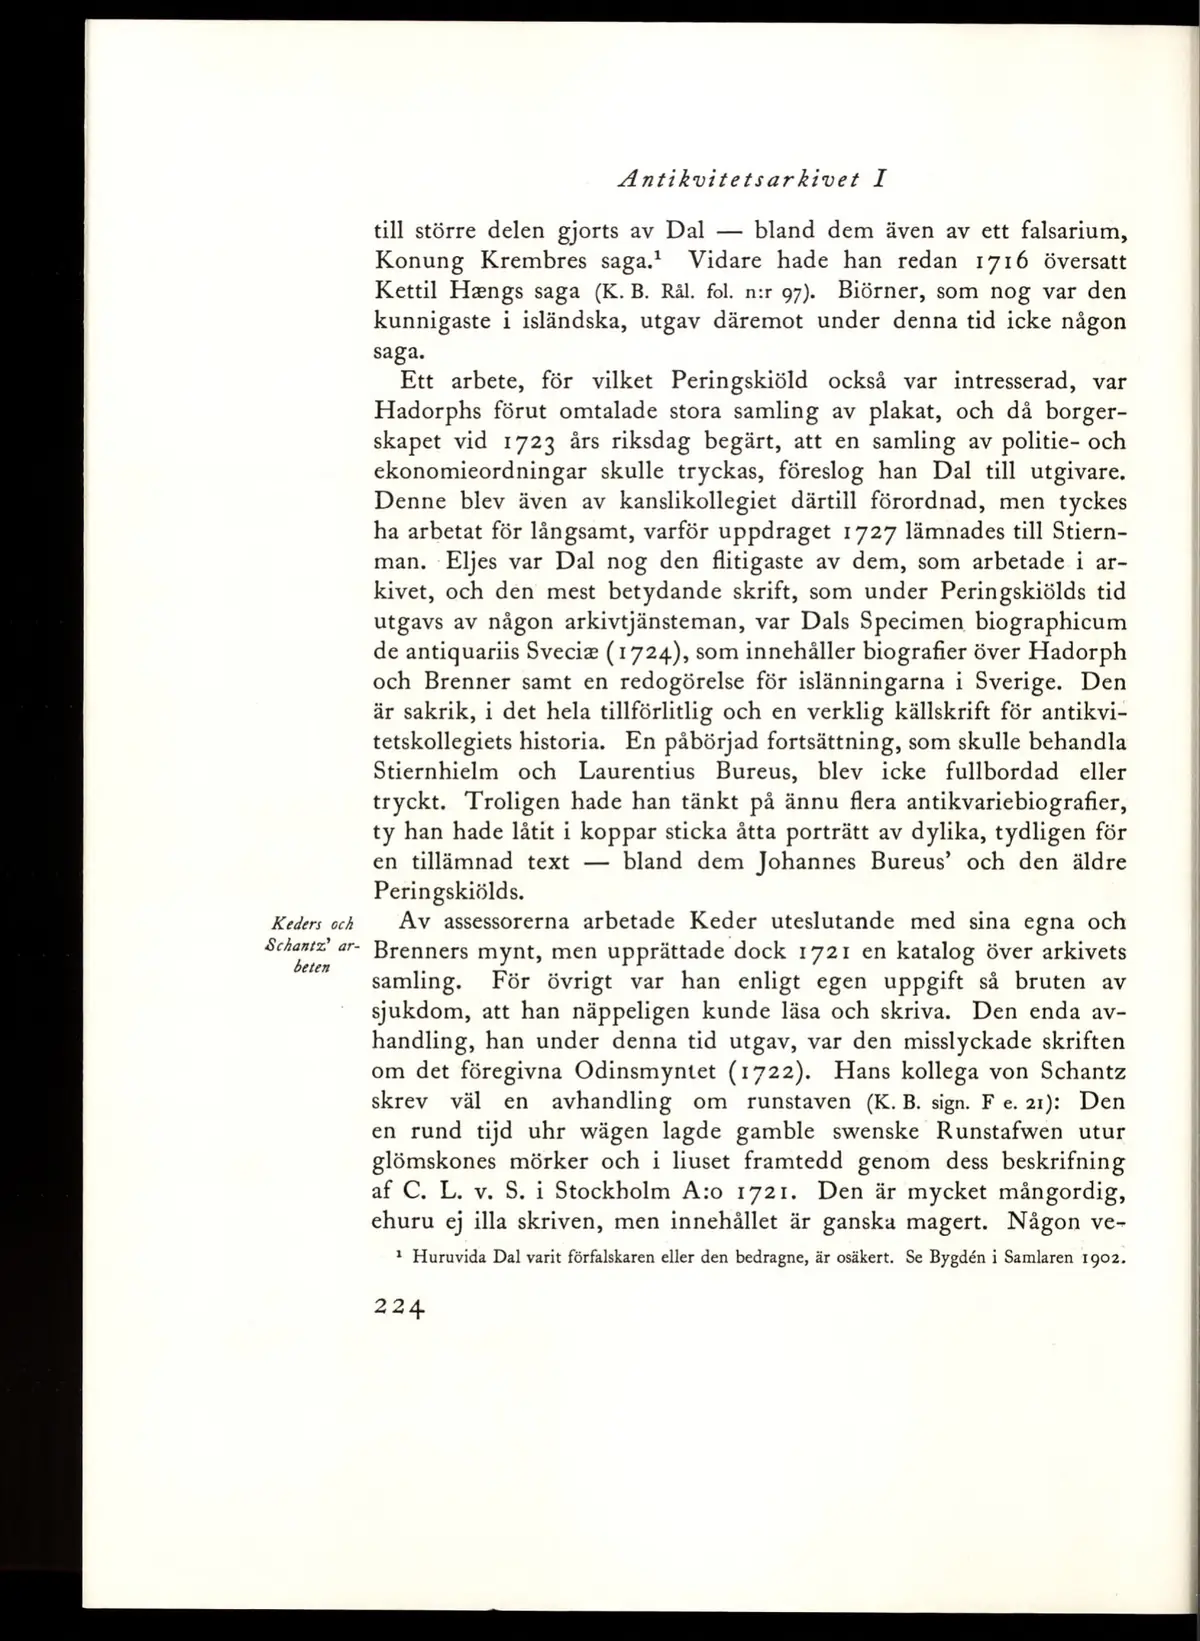 Antikvitetsarkivet I
till större delen gjorts av Dal — bland dem även av ett falsarium,
Konung Krembres saga.¹ Vidare hade han redan 1716 översatt
Kettil Hængs saga (K. B. Rål. fol. n:r 97). Biörner, som nog var den
kunnigaste i isländska, utgav däremot under denna tid icke någon
saga.
Ett arbete, för vilket Peringskiöld också var intresserad, var
Hadorphs förut omtalade stora samling av plakat, och då borger-
skapet vid 1723 års riksdag begärt, att en samling av politie- och
ekonomieordningar skulle tryckas, föreslog han Dal till utgivare.
Denne blev även av kanslikollegiet därtill förordnad, men tyckes
ha arbetat för långsamt, varför uppdraget 1727 lämnades till Stiern-
man. Eljes var Dal nog den flitigaste av dem, som arbetade i ar-
kivet, och den mest betydande skrift, som under Peringskiölds tid
utgavs av någon arkivtjänsteman, var Dals Specimen biographicum
de antiquariis Sveciæ (1724), som innehåller biografier över Hadorph
och Brenner samt en redogörelse för islänningarna i Sverige. Den
är sakrik, i det hela tillförlitlig och en verklig källskrift för antikvi-
tetskollegiets historia. En påbörjad fortsättning, som skulle behandla
Stiernhielm och Laurentius Bureus, blev icke fullbordad eller
tryckt. Troligen hade han tänkt på ännu flera antikvariebiografier,
ty han hade låtit i koppar sticka åtta porträtt av dylika, tydligen för
en tillämnad text — bland dem Johannes Bureus’ och den äldre
Peringskiölds.
Keders och
Schantz’ ar-
beten
Av assessorerna arbetade Keder uteslutande med sina egna och
Brenners mynt, men upprättade dock 1721 en katalog över arkivets
samling. För övrigt var han enligt egen uppgift så bruten av
sjukdom, att han näppeligen kunde läsa och skriva. Den enda av-
handling, han under denna tid utgav, var den misslyckade skriften
om det föregivna Odinsmyntet (1722). Hans kollega von Schantz
skrev väl en avhandling om runstaven (K. B. sign. F e. 21): Den
en rund tijd uhr wägen lagde gamble swenske Runstafwen utur
glömskones mörker och i liuset framtedd genom dess beskrifning
af C. L. v. S. i Stockholm A:o 1721. Den är mycket mångordig,
ehuru ej illa skriven, men innehållet är ganska magert. Någon ve-
¹ Huruvida Dal varit förfalskaren eller den bedragne, är osäkert. Se Bygdén i Samlaren 1902.
224